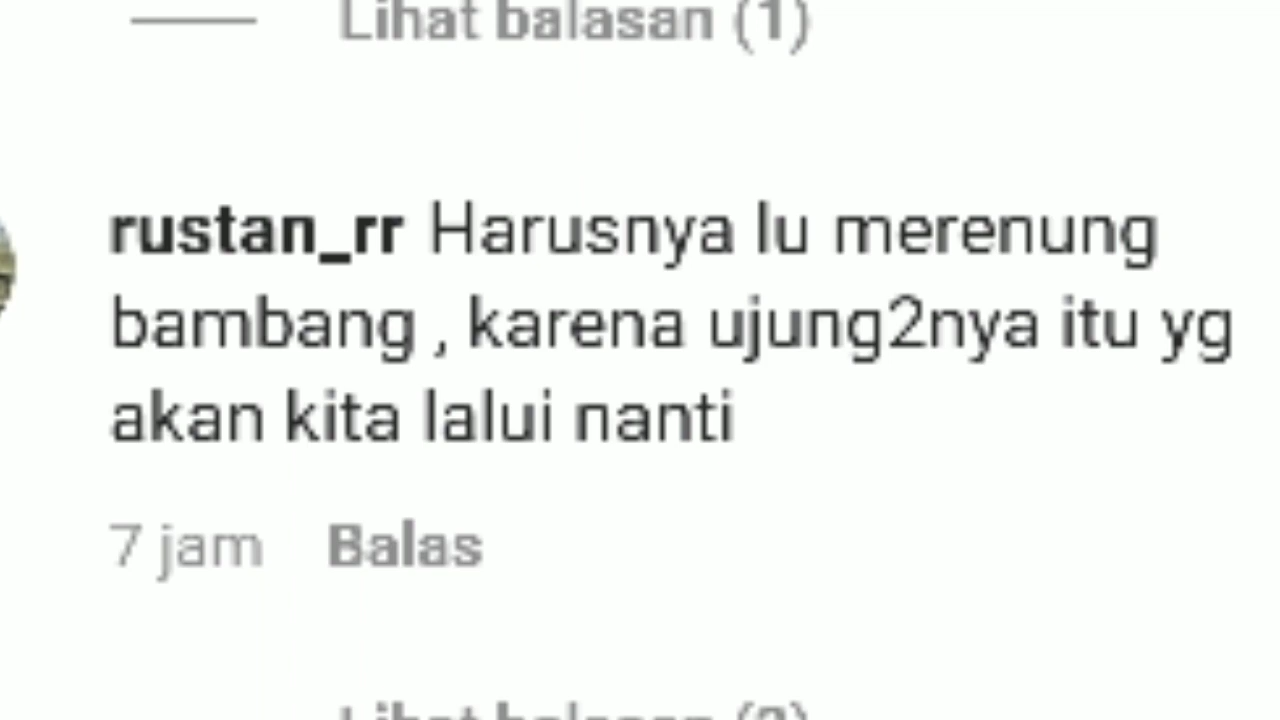 Lihat balasan (1)
rustan_rr Harusnya lu merenung
bambang , karena ujung2nya itu yg
akan kita lalui nanti
7 jam Balas
Lihat balasan (2)